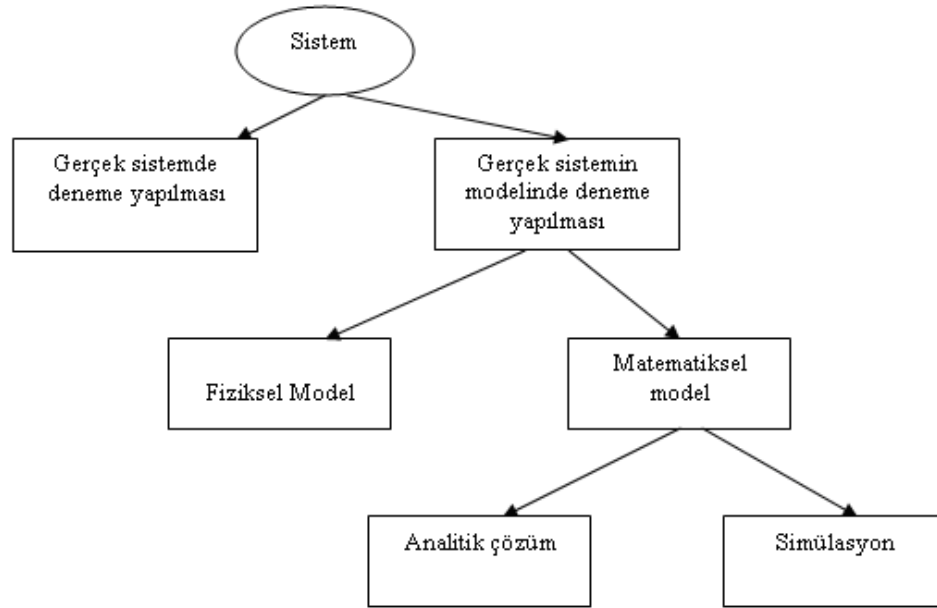 Sistem
Gerçek sistemde
deneme yapılması
Gerçek sistemin
modelinde deneme
yapılması
Fiziksel Model
Matematiksel
model
Analitik çözüm
Simülasyon